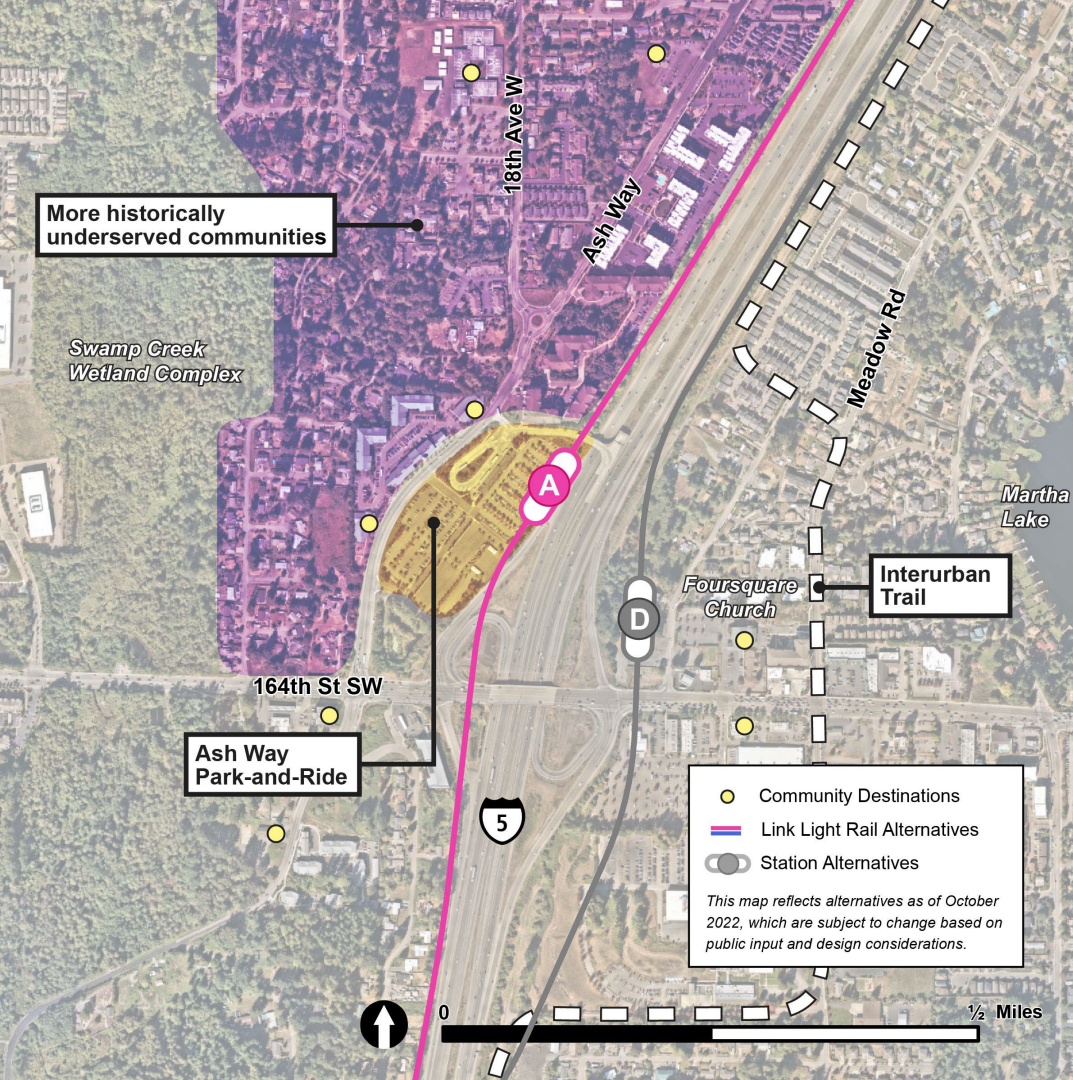 18th Ave W
Ash Way
More historically
underserved communities
Swamp Creek
Wetland Complex
Meadow Rd
A
Martha
Lake
Interurban
Trail
Foursquare
Church
D
164th St SW
Ash Way
Park-and-Ride
5
Community Destinations
Link Light Rail Alternatives
Station Alternatives
This map reflects alternatives as of October
2022, which are subject to change based on
public input and design considerations.
0
½ Miles